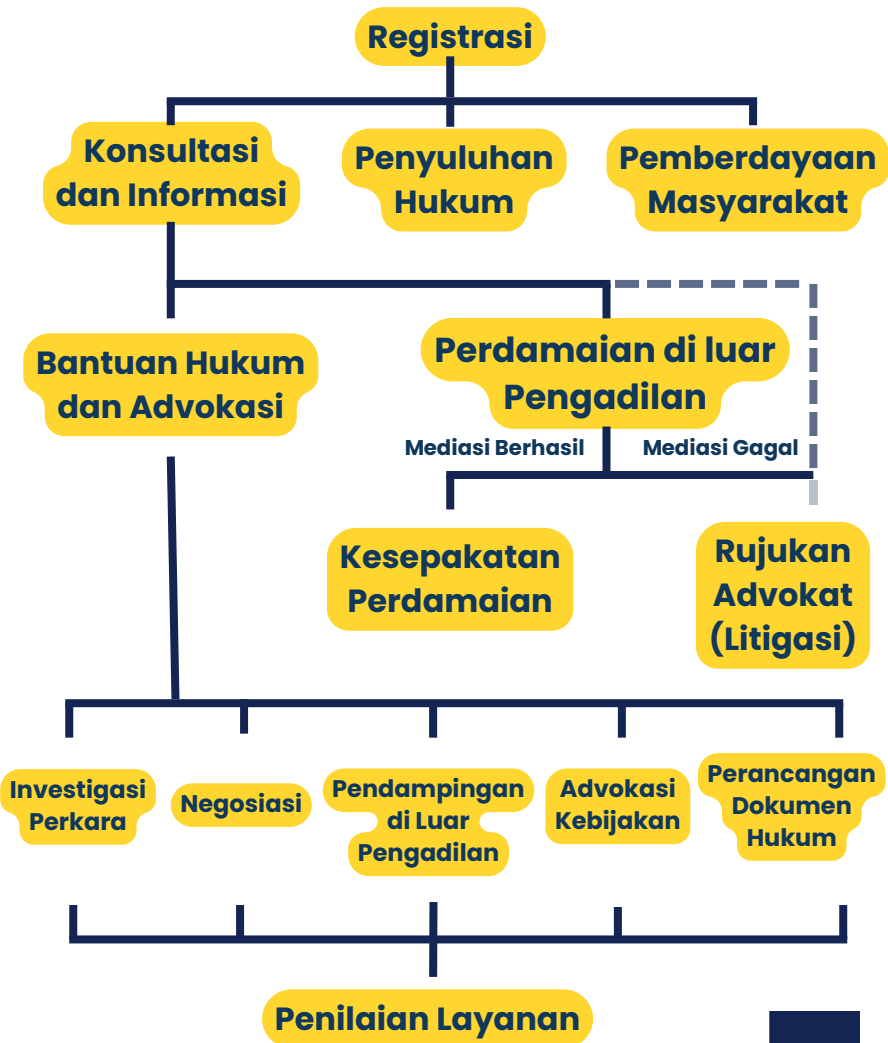 Registrasi
Konsultasi
dan Informasi
Penyuluhan
Hukum
Pemberdayaan
Masyarakat
Bantuan Hukum
dan Advokasi
Perdamaian di luar
Pengadilan
Mediasi Berhasil
Mediasi Gagal
Kesepakatan
Perdamaian
Rujukan
Advokat
(Litigasi)
Investigasi
Perkara
Negosiasi
Pendampingan
di Luar
Pengadilan
Advokasi
Kebijakan
Perancangan
Dokumen
Hukum
Penilaian Layanan